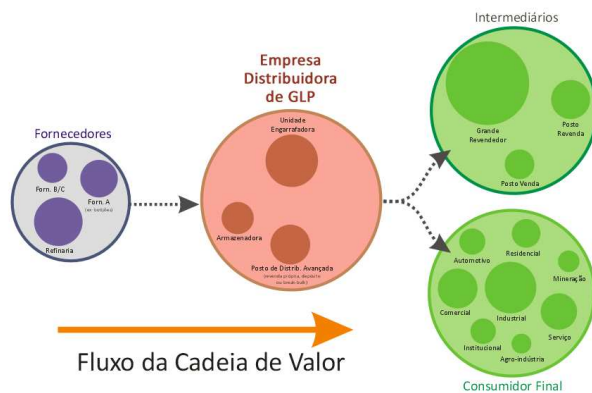 Fornecedores
Forn. B/C
Forn. A
Refinaria
Empresa
Distribuidora
de GLP
Unidade
Engarrafadora
Armazenadora
Posto de Distrib. Avançada
Intermediários
Grande
Revendedor
Posto
Revenda
Posto Venda
Automotivo
Residencial
Mineração
Comercial
Industrial
Serviço
Institucional
Agro-indústria
Consumidor Final
Fluxo da Cadeia de Valor